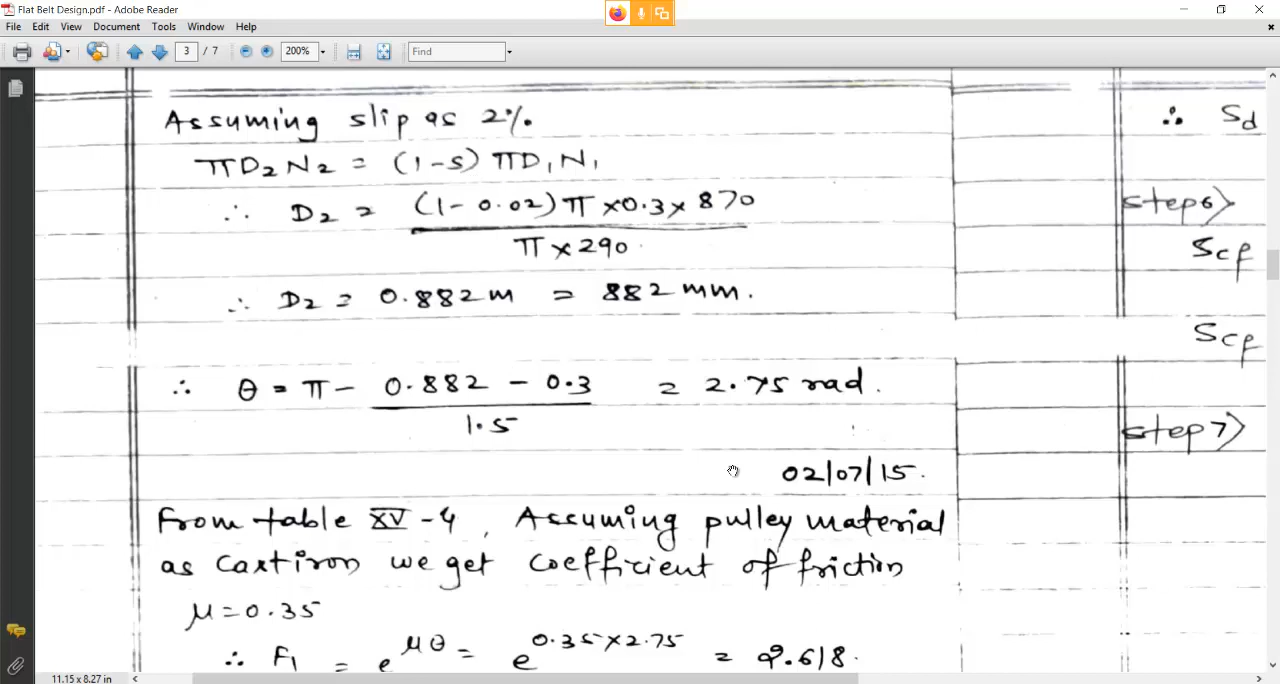 Flat Belt Design.pdf - Adobe Reader
File Edit View Document Tools Window Help
3 / 7 200% Find
Assuming slip as 2%.
πD₂N₂ = (1-s) πD₁N₁
∴ D₂ = (1-0.02)π×0.3×870
π×290
∴ D₂ = 0.882m = 882mm.
∴ θ = π - 0.882 - 0.3 = 2.75 rad.
1.5
02/07/15.
From table XV-4, Assuming pulley material
as Castiron we get coefficient of friction
μ=0.35
∴ F₁ = e^μθ = e^0.35×2.75 = 2.618.
∴ Sd
step6>
Scf
Scf
step7>
11.15 x 8.27 in